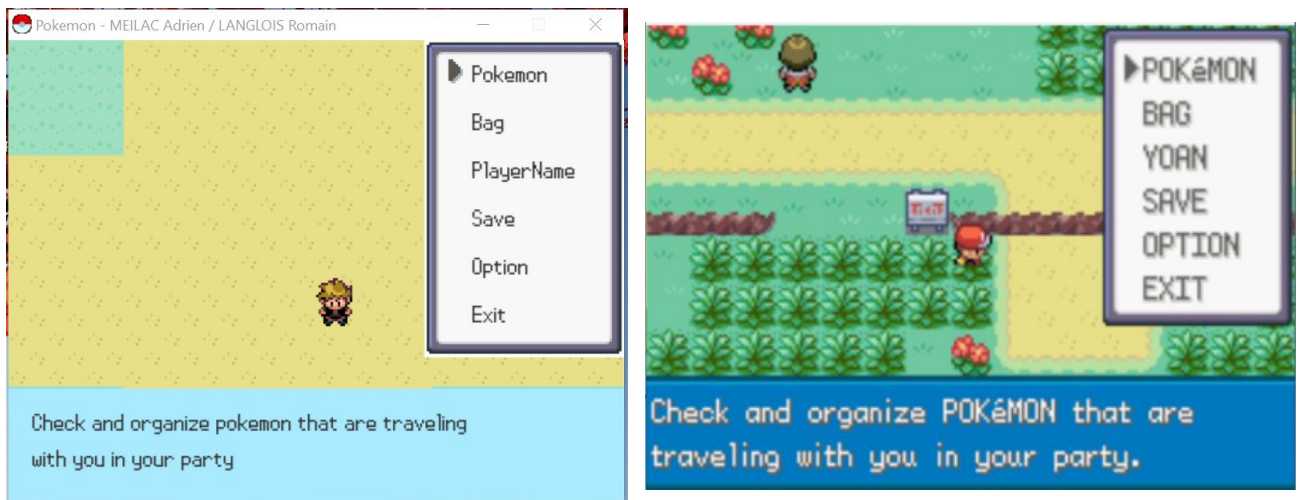 Pokemon - MEILAC Adrien / LANGLOIS Romain
Pokemon
Bag
PlayerName
Save
Option
Exit
Check and organize pokemon that are traveling
with you in your party
POKéMON
BAG
YOAN
SAVE
OPTION
EXIT
Check and organize POKéMON that are
traveling with you in your party.